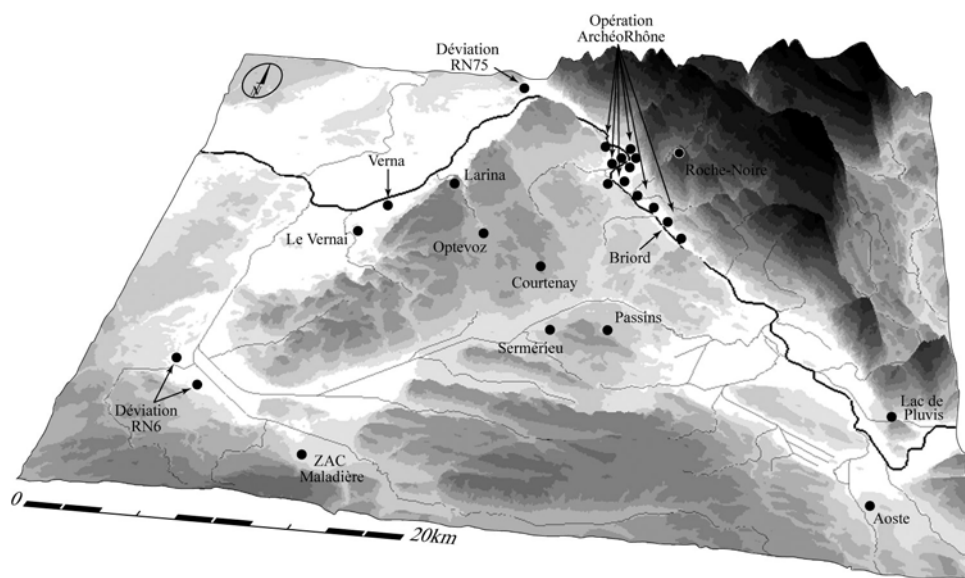 Opération
ArchéoRhône
Déviation
RN75
N
Verna
Larina
Roche-Noire
Le Vernai
Optevoz
Briord
Courtenay
Passins
Sermérieu
Déviation
RN6
Lac de
Pluvis
ZAC
Maladière
0
20km
Aoste